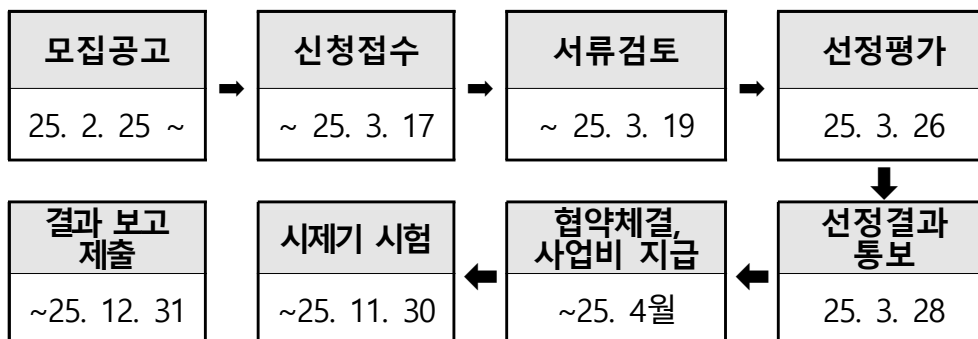 모집공고
25. 2. 25 ~
신청접수
~ 25. 3. 17
서류검토
~ 25. 3. 19
선정평가
25. 3. 26
선정결과
통보
25. 3. 28
협약체결,
사업비 지급
~25. 4월
시제기 시험
~25. 11. 30
결과 보고
제출
~25. 12. 31